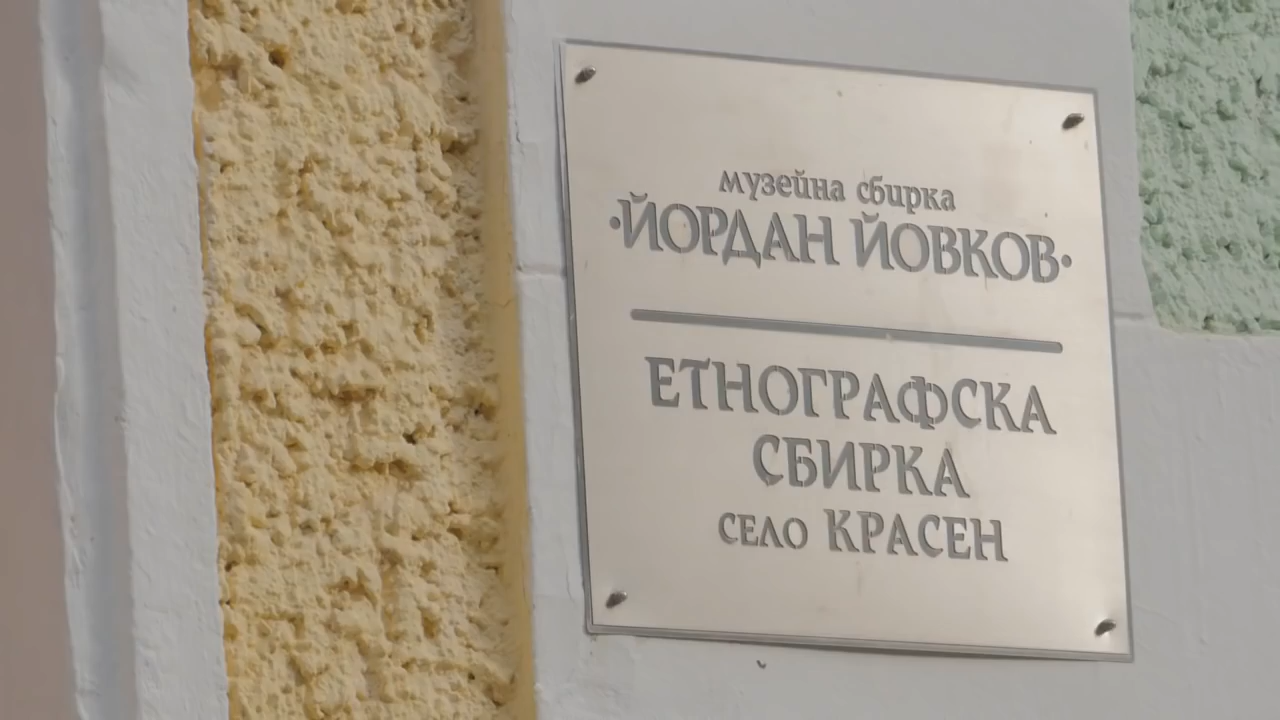 музейна сбирка
·ЙОРДАН ЙОВКОВ·
ЕТНОГРАФСКА
СБИРКА
СЕЛО КРАСЕН